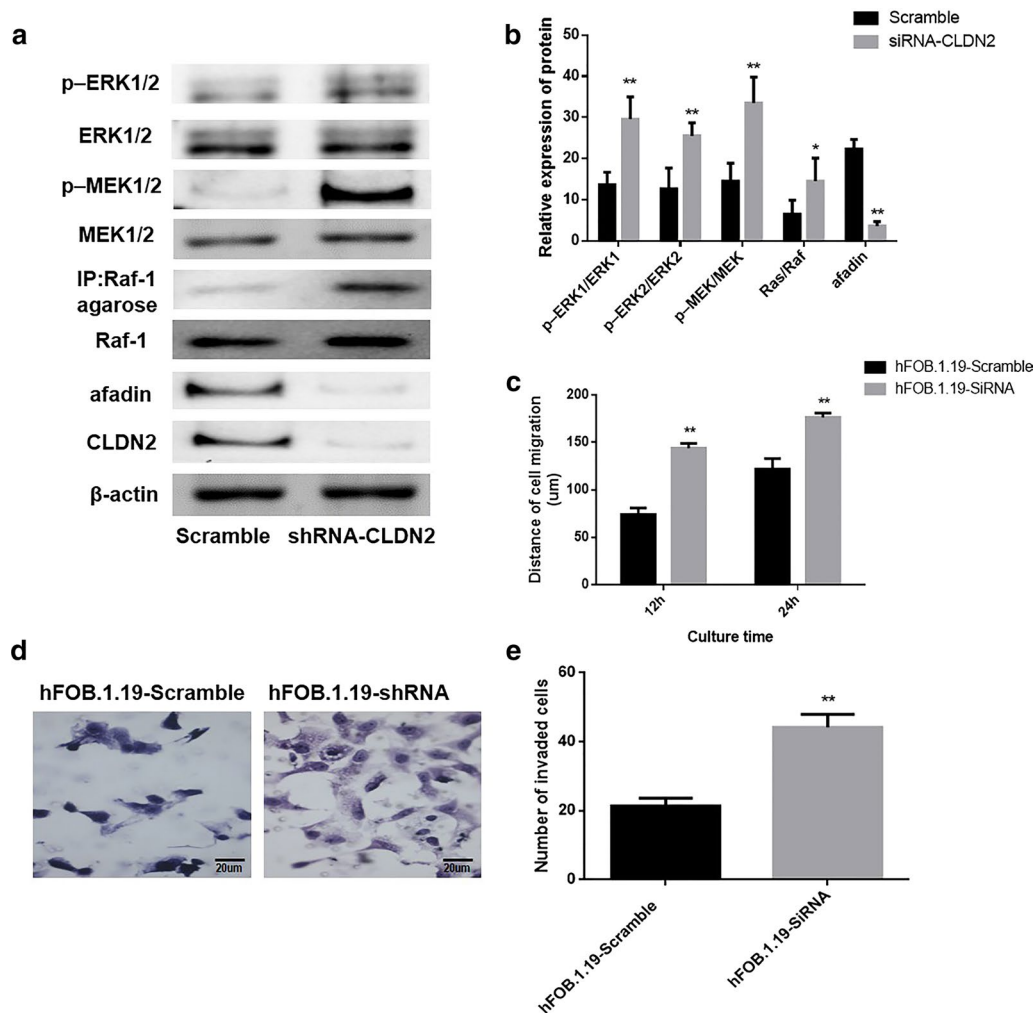 a
p–ERK1/2
ERK1/2
p–MEK1/2
MEK1/2
IP:Raf-1
agarose
Raf-1
afadin
CLDN2
β-actin
Scramble shRNA-CLDN2
b
Scramble
siRNA-CLDN2
Relative expression of protein
60
40
30
20
10
0
p–ERK1/ERK1
p–ERK2/ERK2
p–MEK/MEK
Ras/Raf
afadin
**
**
**
*
**
c
hFOB.1.19-Scramble
hFOB.1.19-SiRNA
Distance of cell migration
(um)
200
150
100
50
0
**
**
12h
24h
Culture time
d
hFOB.1.19-Scramble hFOB.1.19-shRNA
20um
20um
e
Number of invaded cells
60
40
20
0
**
hFOB.1.19-Scramble
hFOB.1.19-SiRNA